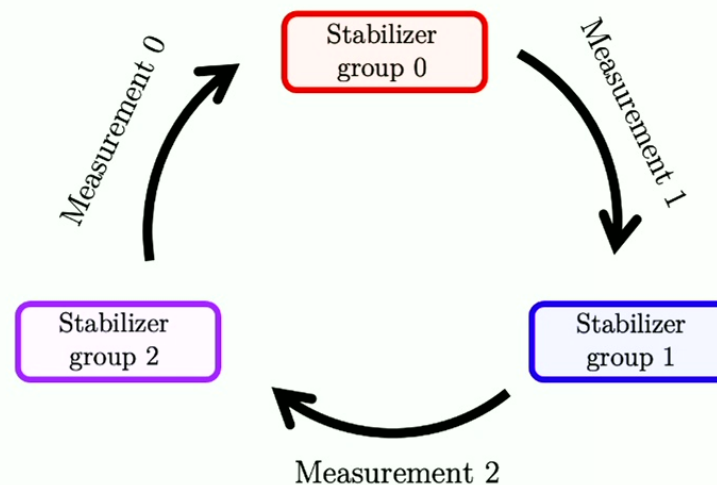 Stabilizer
group 0
Measurement 0
Measurement 1
Stabilizer
group 2
Stabilizer
group 1
Measurement 2